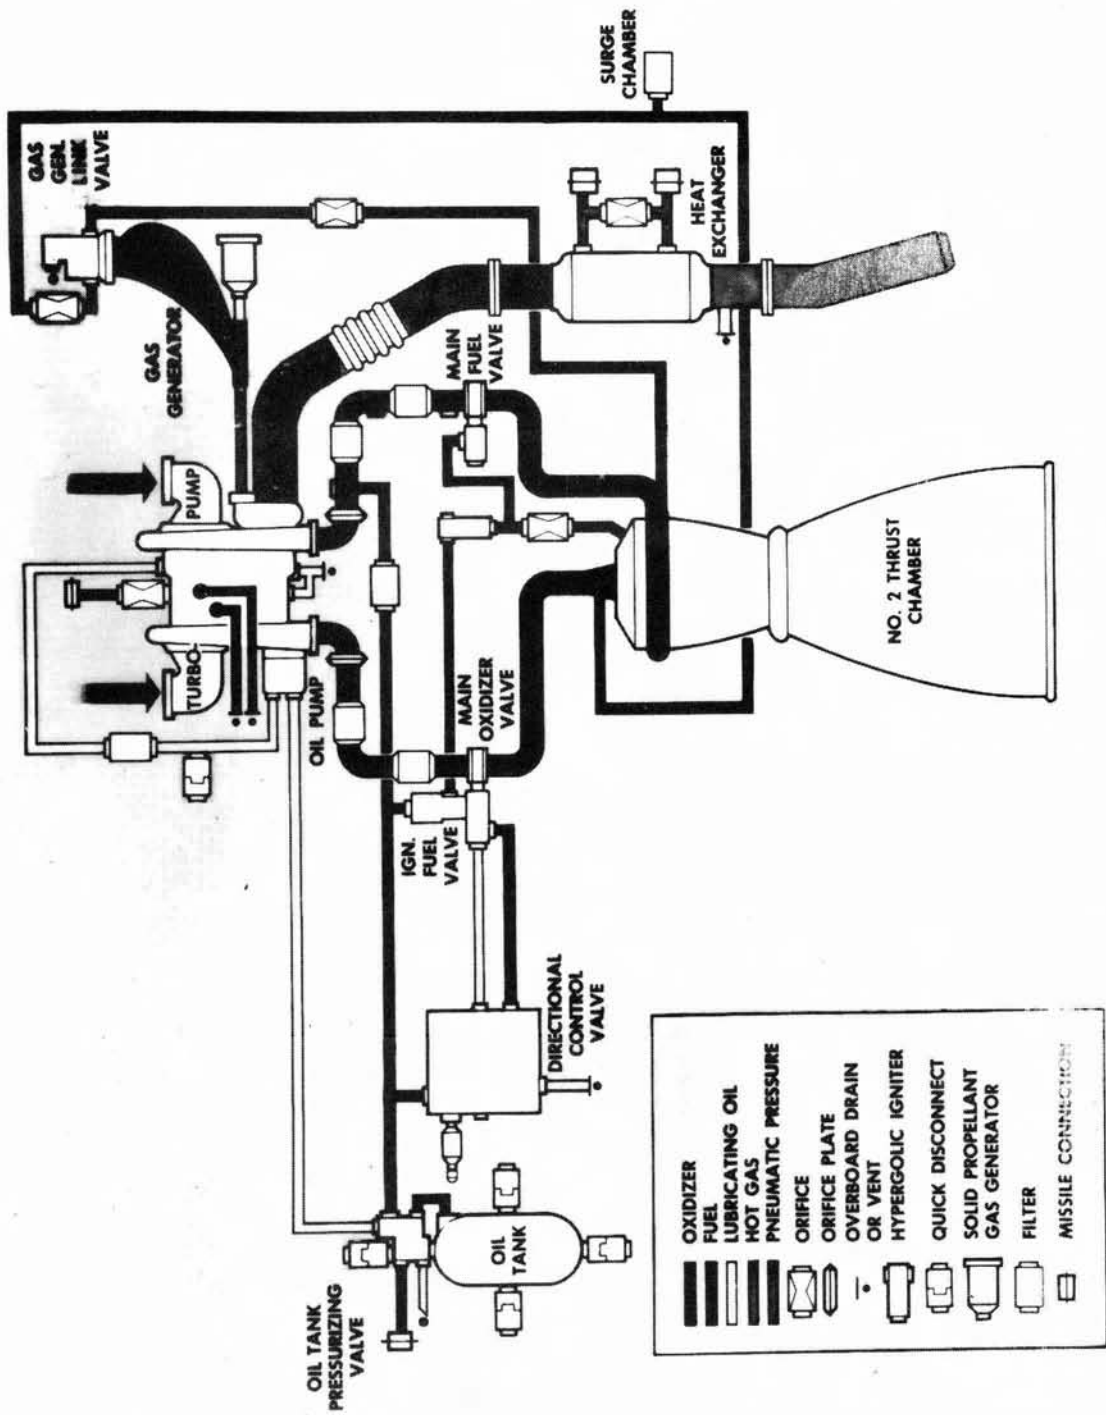 SURGE
CHAMBER
GAS
GEN.
LINK
VALVE
HEAT
EXCHANGER
GAS
GENERATOR
MAIN
FUEL
VALVE
PUMP
TURBO-
OIL PUMP
MAIN
OXIDIZER
VALVE
NO. 2 THRUST
CHAMBER
IGN.
FUEL
VALVE
DIRECTIONAL
CONTROL
VALVE
OIL
TANK
OIL TANK
PRESSURIZING
VALVE
OXIDIZER
FUEL
LUBRICATING OIL
HOT GAS
PNEUMATIC PRESSURE
ORIFICE
ORIFICE PLATE
OVERBOARD DRAIN
OR VENT
HYPERGOLIC IGNITER
QUICK DISCONNECT
SOLID PROPELLANT
GAS GENERATOR
FILTER
MISSILE CONNECTION